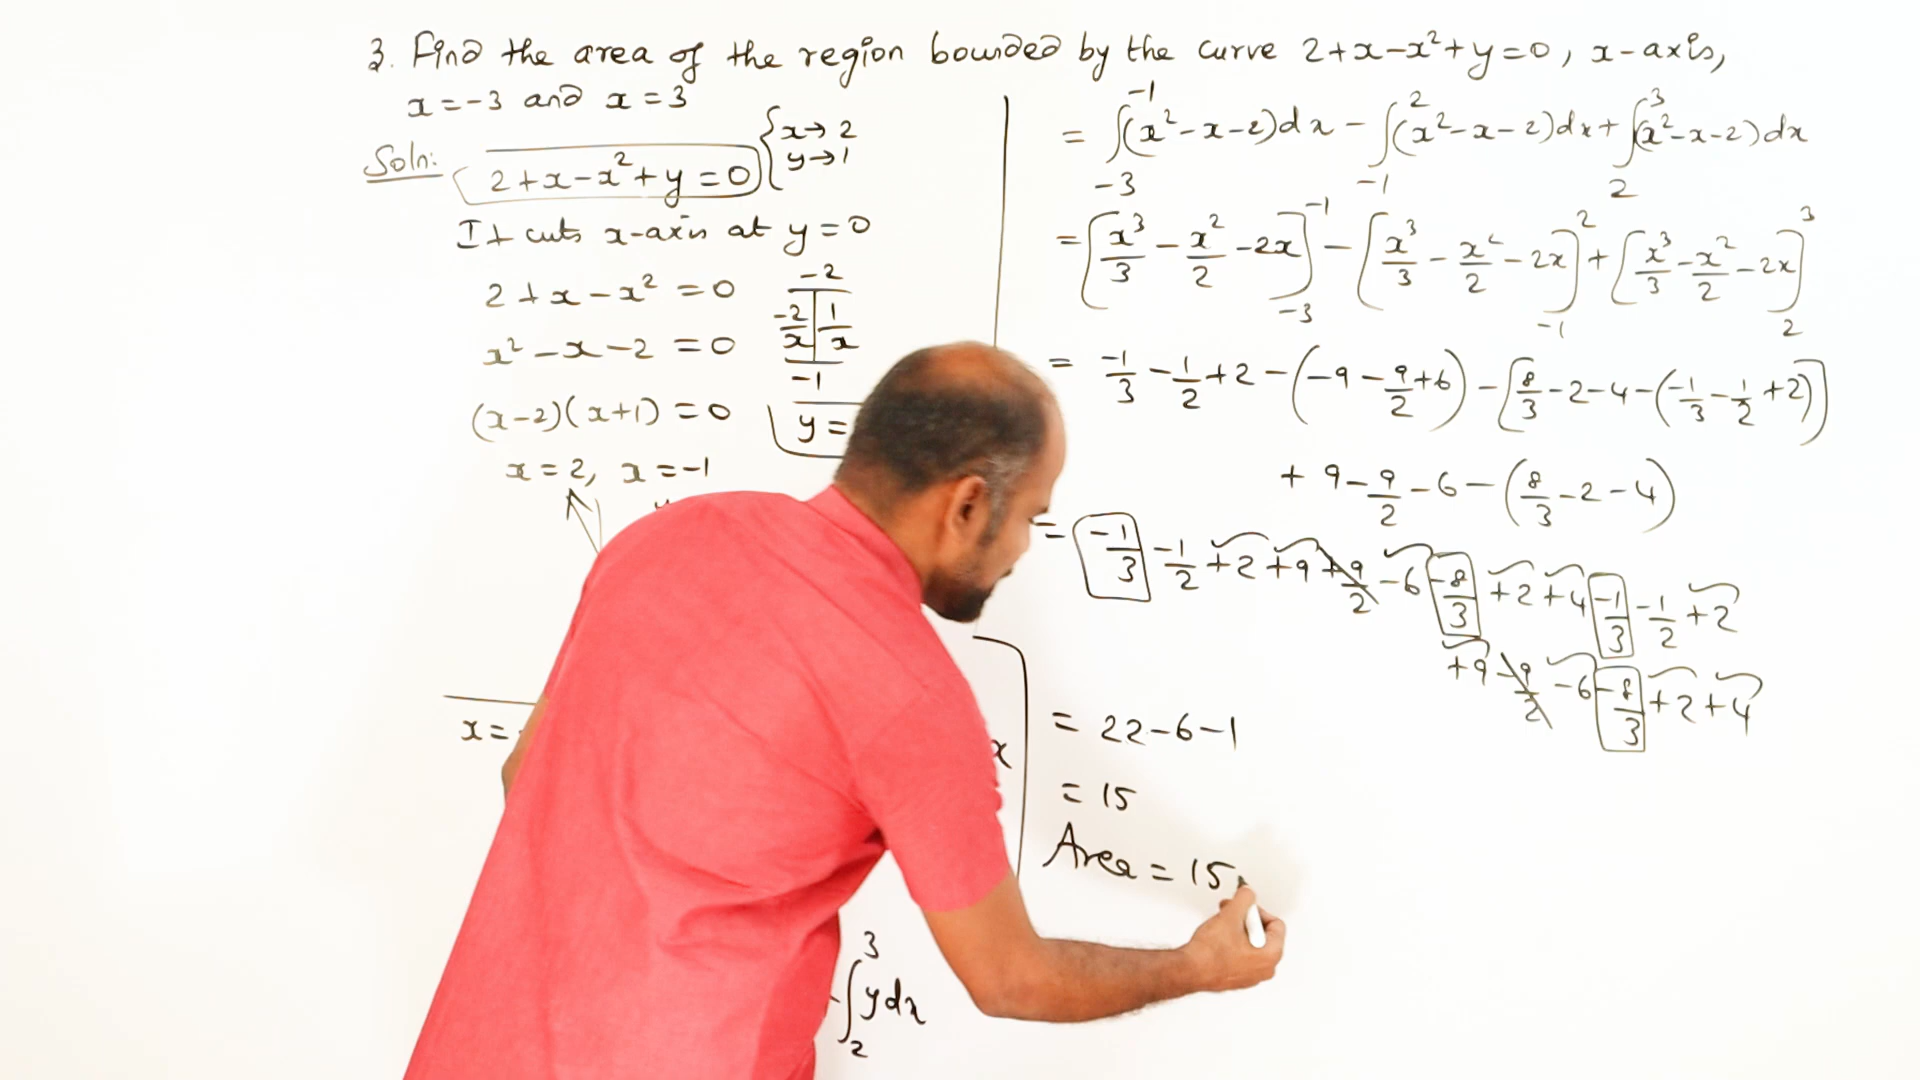 3. Find the area of the region bounded by the curve 2+x-x²+y=0, x-axis,
x=-3 and x=3
Soln: 2+x-x²+y=0 {x→2
y→1
It cuts x-axis at y=0
2+x-x²=0
x²-x-2=0
(x-2)(x+1)=0
x=2, x=-1
-2
-2/x | 1/x
-1
y=
x=-
x
∫₂³ y dx
= ∫₋₃⁻¹ (x²-x-2)dx - ∫₋₁² (x²-x-2)dx + ∫₂³ (x²-x-2)dx
= [x³/3 - x²/2 - 2x]₋₃⁻¹ - [x³/3 - x²/2 - 2x]₋₁² + [x³/3 - x²/2 - 2x]₂³
= -1/3 - 1/2 + 2 - (-9 - 9/2 + 6) - [8/3 - 2 - 4 - (-1/3 - 1/2 + 2)]
+ 9 - 9/2 - 6 - (8/3 - 2 - 4)
= -1/3 - 1/2 + 2 + 9 + 9/2 - 6 - 8/3 + 2 + 4 - 1/3 - 1/2 + 2
+ 9 - 9/2 - 6 - 8/3 + 2 + 4
= 22-6-1
= 15
Area = 15